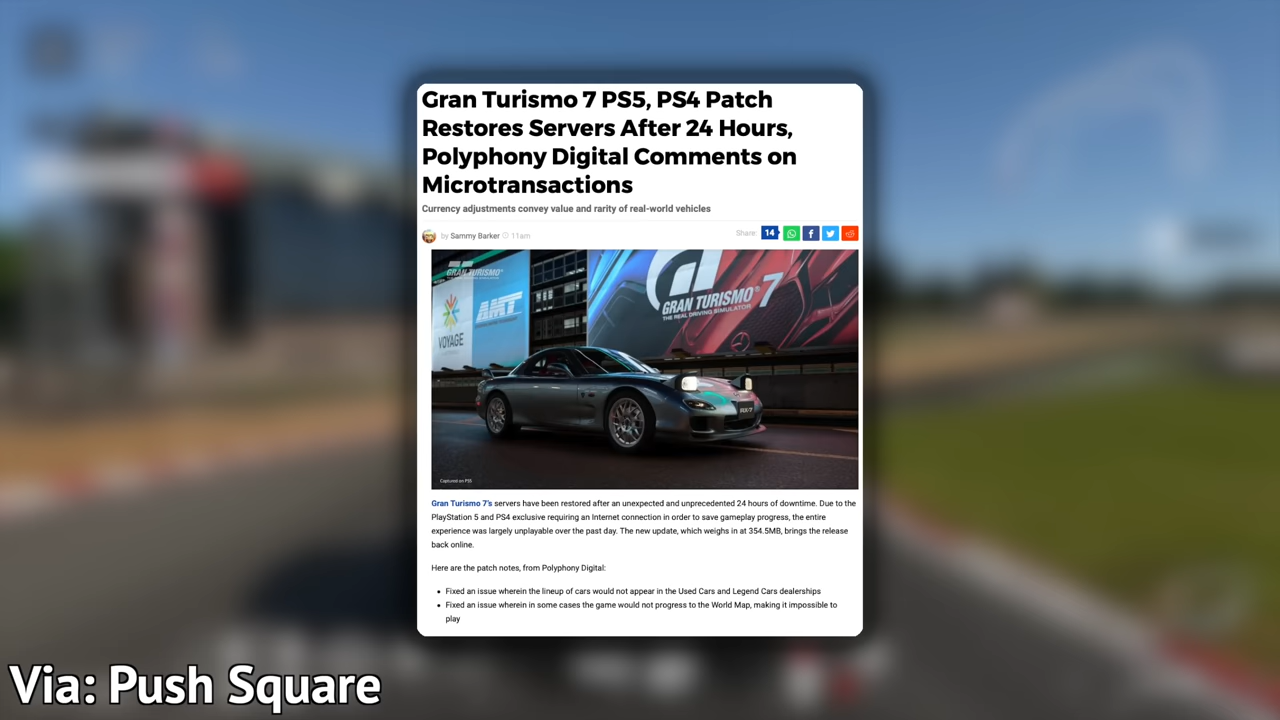 Gran Turismo 7 PS5, PS4 Patch
Restores Servers After 24 Hours,
Polyphony Digital Comments on
Microtransactions
Currency adjustments convey value and rarity of real-world vehicles
by Sammy Barker 11am
Share: 14
GRAN TURISMO
AMT
VOYAGE
GRAN TURISMO 7
THE REAL DRIVING SIMULATOR
RX-7
Captured on PS5
Gran Turismo 7's servers have been restored after an unexpected and unprecedented 24 hours of downtime. Due to the
PlayStation 5 and PS4 exclusive requiring an Internet connection in order to save gameplay progress, the entire
experience was largely unplayable over the past day. The new update, which weighs in at 354.5MB, brings the release
back online.
Here are the patch notes, from Polyphony Digital:
• Fixed an issue wherein the lineup of cars would not appear in the Used Cars and Legend Cars dealerships
• Fixed an issue wherein in some cases the game would not progress to the World Map, making it impossible to
play
Via: Push Square